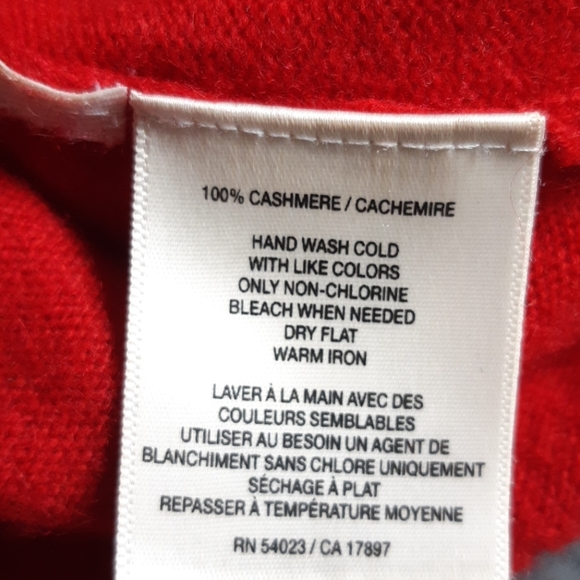 100% CASHMERE / CACHEMIRE
HAND WASH COLD
WITH LIKE COLORS
ONLY NON-CHLORINE
BLEACH WHEN NEEDED
DRY FLAT
WARM IRON
LAVER À LA MAIN AVEC DES
COULEURS SEMBLABLES
UTILISER AU BESOIN UN AGENT DE
BLANCHIMENT SANS CHLORE UNIQUEMENT
SÉCHAGE À PLAT
REPASSER À TEMPÉRATURE MOYENNE
RN 54023 / CA 17897